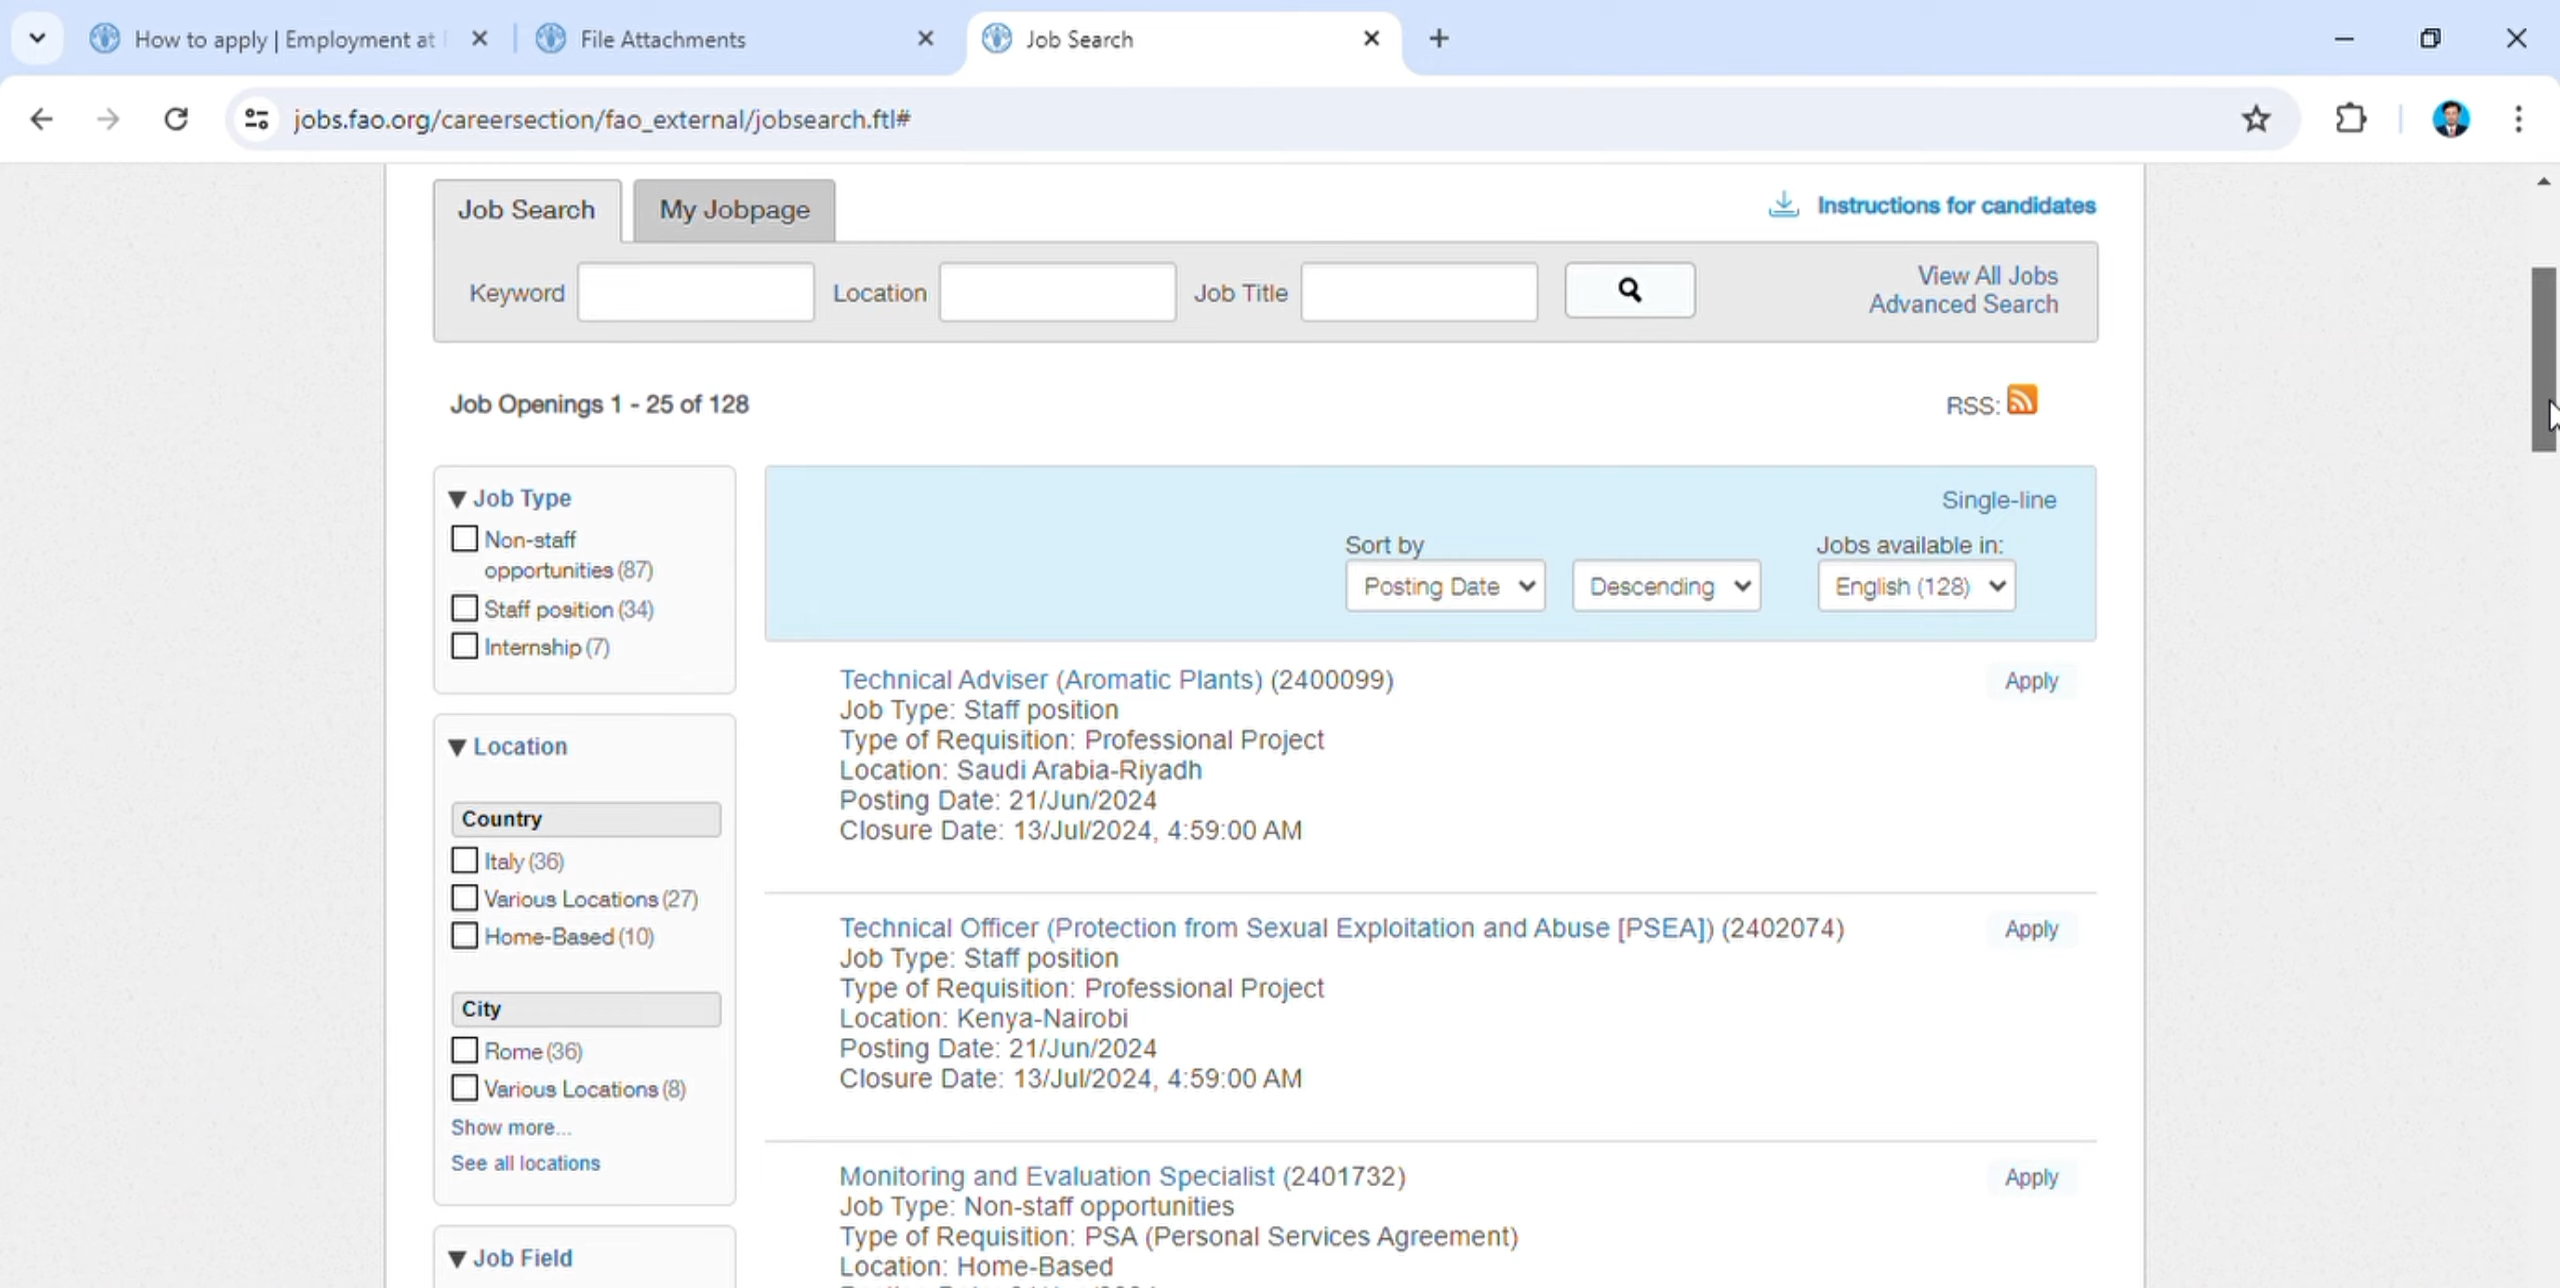 How to apply | Employment at
File Attachments
Job Search
jobs.fao.org/careersection/fao_external/jobsearch.ftl#
Job Search
My Jobpage
Instructions for candidates
Keyword
Location
Job Title
View All Jobs
Advanced Search
Job Openings 1 - 25 of 128
RSS:
Job Type
Non-staff
opportunities (87)
Staff position (34)
Internship (7)
Location
Country
Italy (36)
Various Locations (27)
Home-Based (10)
City
Rome (36)
Various Locations (8)
Show more...
See all locations
Job Field
Single-line
Sort by
Jobs available in:
Posting Date
Descending
English (128)
Technical Adviser (Aromatic Plants) (2400099)
Apply
Job Type: Staff position
Type of Requisition: Professional Project
Location: Saudi Arabia-Riyadh
Posting Date: 21/Jun/2024
Closure Date: 13/Jul/2024, 4:59:00 AM
Technical Officer (Protection from Sexual Exploitation and Abuse [PSEA]) (2402074)
Apply
Job Type: Staff position
Type of Requisition: Professional Project
Location: Kenya-Nairobi
Posting Date: 21/Jun/2024
Closure Date: 13/Jul/2024, 4:59:00 AM
Monitoring and Evaluation Specialist (2401732)
Apply
Job Type: Non-staff opportunities
Type of Requisition: PSA (Personal Services Agreement)
Location: Home-Based